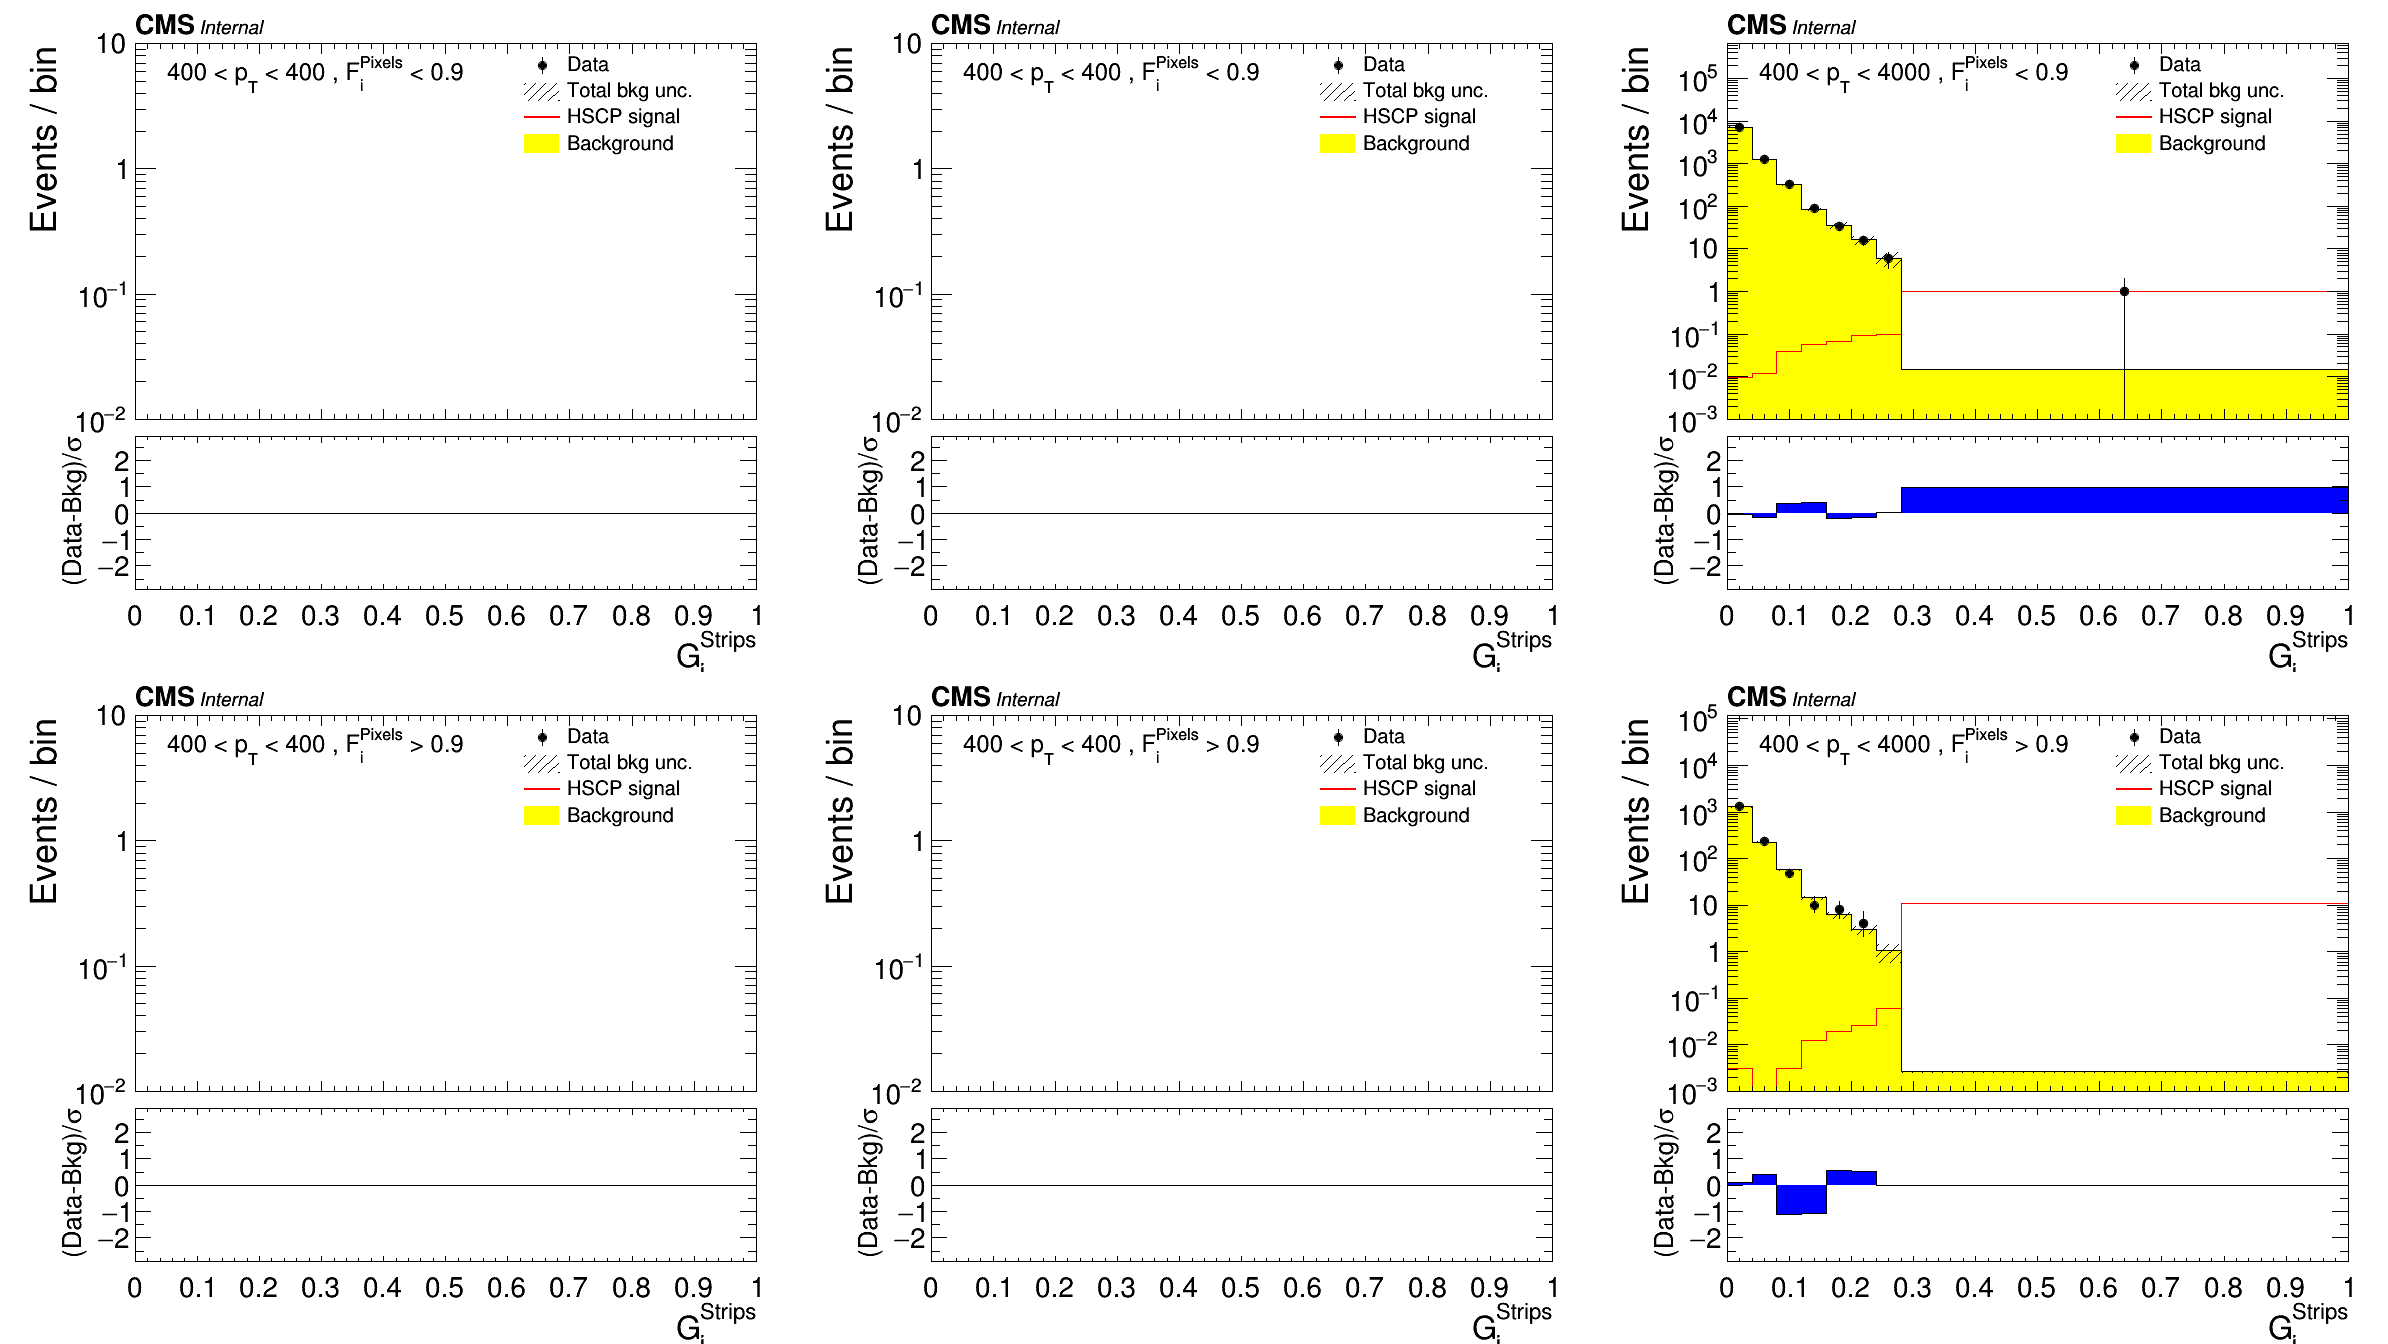 CMS Internal
Events / bin
400 < p_T < 400 , F_i^Pixels < 0.9
Data
Total bkg unc.
HSCP signal
Background
10
1
10^−1
10^−2
(Data-Bkg)/σ
2
1
0
−1
−2
0 0.1 0.2 0.3 0.4 0.5 0.6 0.7 0.8 0.9 1
G_i^Strips
CMS Internal
Events / bin
400 < p_T < 400 , F_i^Pixels < 0.9
Data
Total bkg unc.
HSCP signal
Background
10
1
10^−1
10^−2
(Data-Bkg)/σ
2
1
0
−1
−2
0 0.1 0.2 0.3 0.4 0.5 0.6 0.7 0.8 0.9 1
G_i^Strips
CMS Internal
Events / bin
400 < p_T < 4000 , F_i^Pixels < 0.9
Data
Total bkg unc.
HSCP signal
Background
10^5
10^4
10^3
10^2
10
1
10^−1
10^−2
10^−3
(Data-Bkg)/σ
2
1
0
−1
−2
0 0.1 0.2 0.3 0.4 0.5 0.6 0.7 0.8 0.9 1
G_i^Strips
CMS Internal
Events / bin
400 < p_T < 400 , F_i^Pixels > 0.9
Data
Total bkg unc.
HSCP signal
Background
10
1
10^−1
10^−2
(Data-Bkg)/σ
2
1
0
−1
−2
0 0.1 0.2 0.3 0.4 0.5 0.6 0.7 0.8 0.9 1
G_i^Strips
CMS Internal
Events / bin
400 < p_T < 400 , F_i^Pixels > 0.9
Data
Total bkg unc.
HSCP signal
Background
10
1
10^−1
10^−2
(Data-Bkg)/σ
2
1
0
−1
−2
0 0.1 0.2 0.3 0.4 0.5 0.6 0.7 0.8 0.9 1
G_i^Strips
CMS Internal
Events / bin
400 < p_T < 4000 , F_i^Pixels > 0.9
Data
Total bkg unc.
HSCP signal
Background
10^5
10^4
10^3
10^2
10
1
10^−1
10^−2
10^−3
(Data-Bkg)/σ
2
1
0
−1
−2
0 0.1 0.2 0.3 0.4 0.5 0.6 0.7 0.8 0.9 1
G_i^Strips